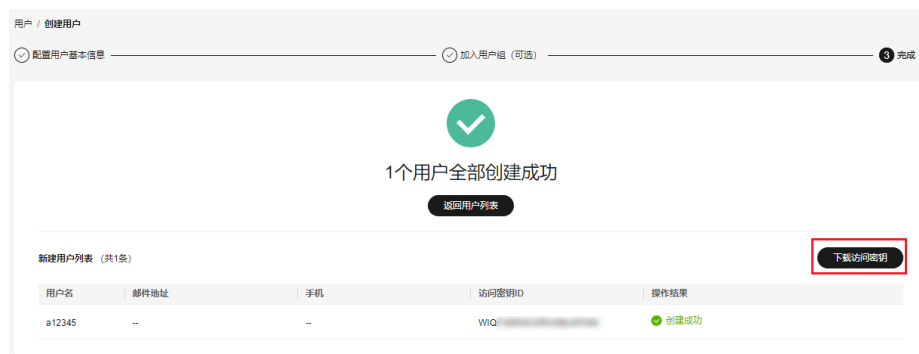 用户 / 创建用户
配置用户基本信息 加入用户组（可选） 3 完成
1个用户全部创建成功
返回用户列表
新建用户列表 （共1条） 下载访问密钥
用户名 邮件地址 手机 访问密钥ID 操作结果
a12345 -- -- WIQ 创建成功